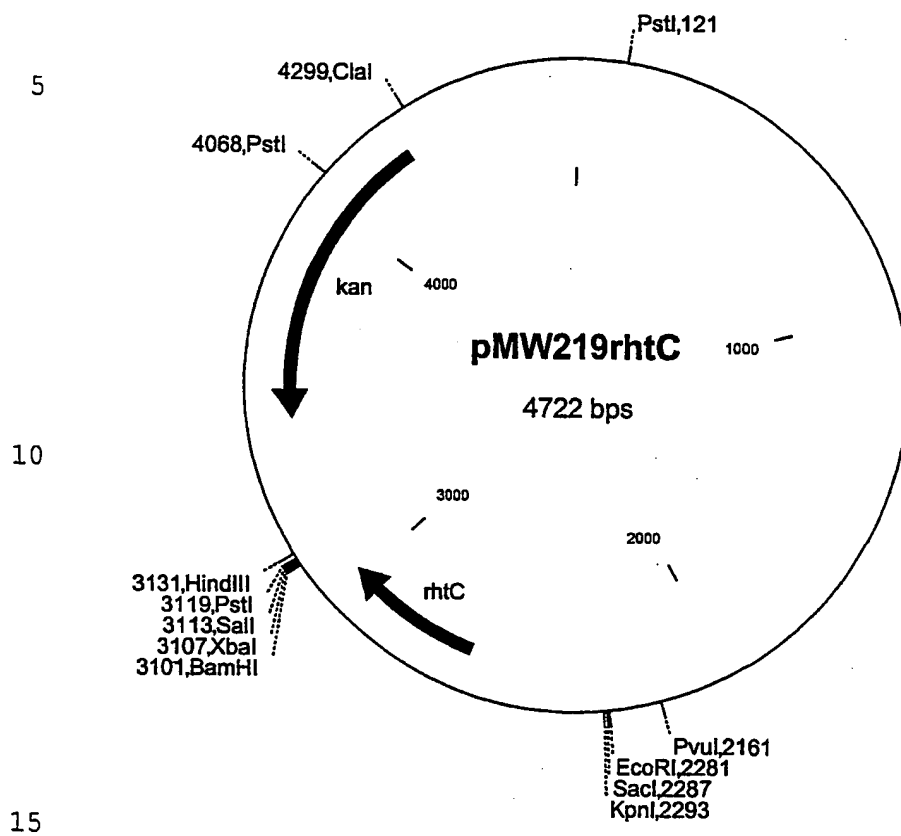 PstI,121
5
4299,ClaI
4068,PstI
kan
4000
pMW219rhtC
1000
4722 bps
10
3000
2000
3131,HindIII
3119,PstI
3113,SalI
3107,XbaI
3101,BamHI
rhtC
PvuI,2161
EcoRI,2281
SacI,2287
KpnI,2293
15